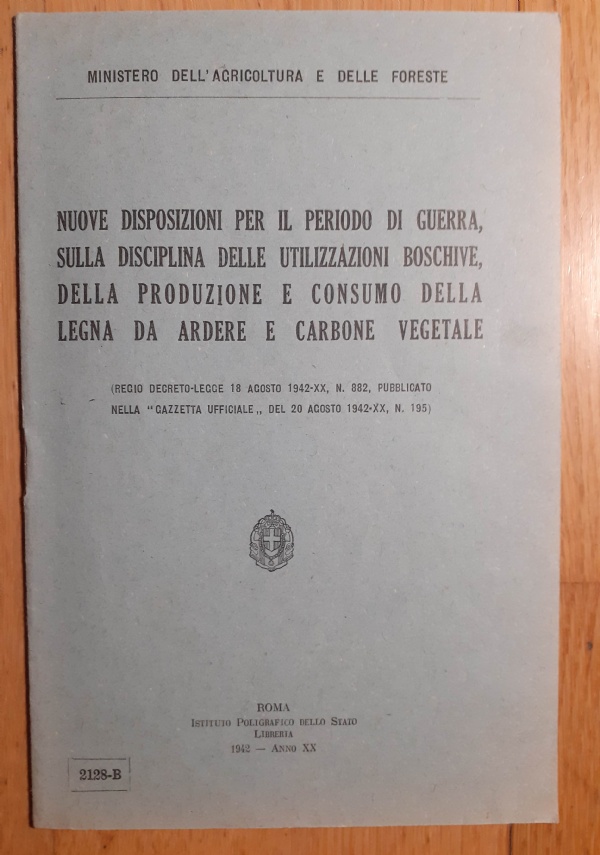 MINISTERO DELL'AGRICOLTURA E DELLE FORESTE
NUOVE DISPOSIZIONI PER IL PERIODO DI GUERRA,
SULLA DISCIPLINA DELLE UTILIZZAZIONI BOSCHIVE,
DELLA PRODUZIONE E CONSUMO DELLA
LEGNA DA ARDERE E CARBONE VEGETALE
(REGIO DECRETO-LEGGE 18 AGOSTO 1942-XX, N. 882, PUBBLICATO
NELLA "GAZZETTA UFFICIALE„ DEL 20 AGOSTO 1942-XX, N. 195)
ROMA
ISTITUTO POLIGRAFICO DELLO STATO
LIBRERIA
1942 — ANNO XX
2128-B